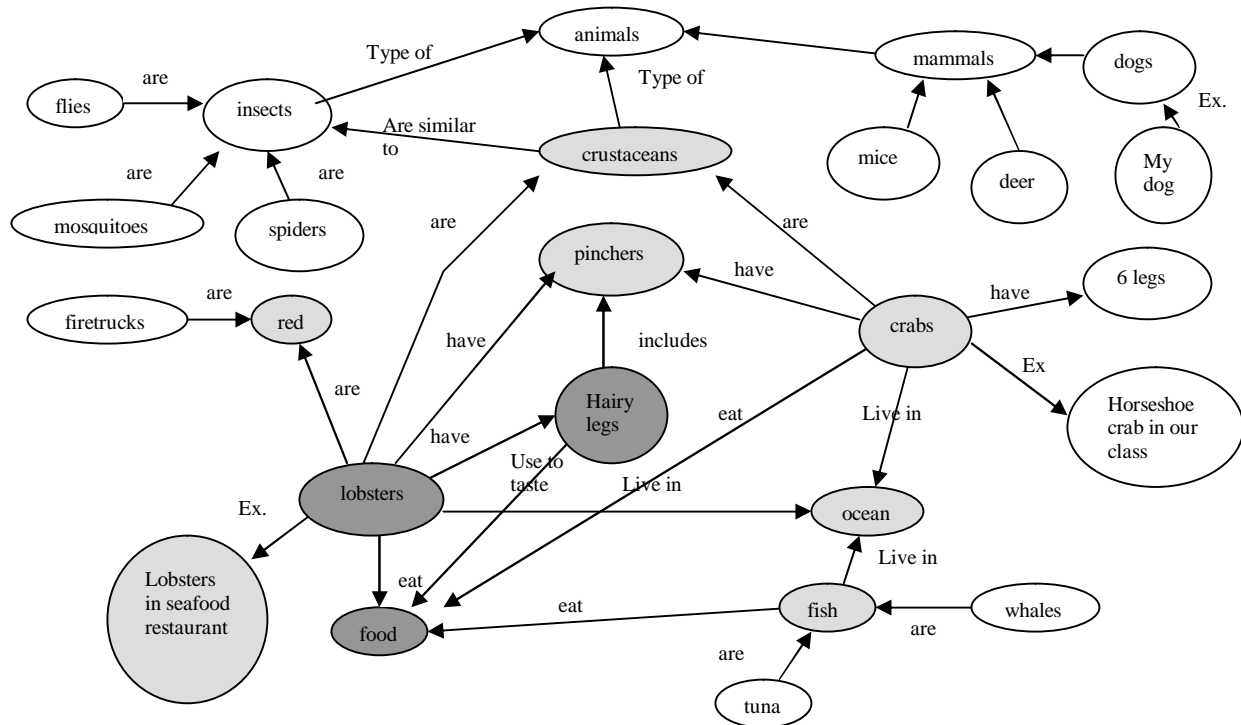 animals
Type of
mammals
dogs
are
flies
insects
Type of
Ex.
Are similar
to
crustaceans
mice
My
dog
deer
are
are
mosquitoes
spiders
are
are
pinchers
have
6 legs
are
have
firetrucks
red
crabs
have
includes
Ex
are
Hairy
legs
Horseshoe
crab in our
class
eat
Live in
have
Use to
taste
lobsters
Live in
Ex.
ocean
Live in
Lobsters
in seafood
restaurant
eat
eat
fish
whales
food
are
are
tuna